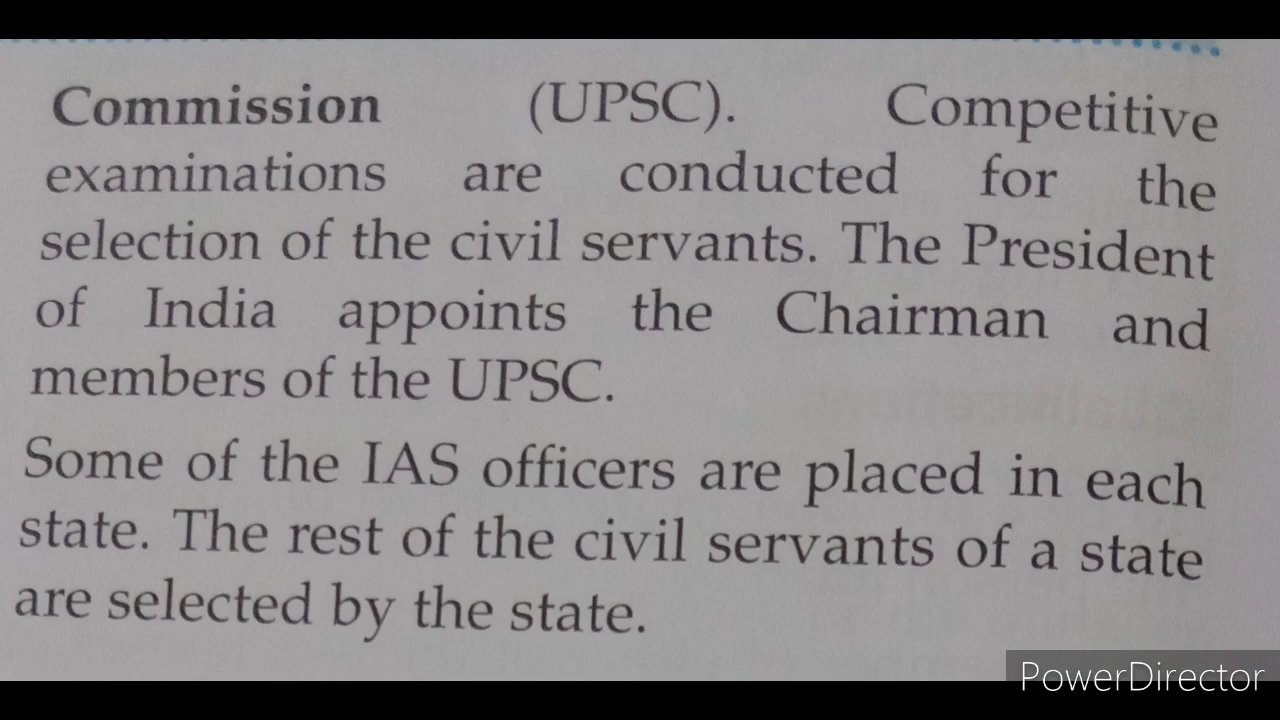 Commission (UPSC). Competitive
examinations are conducted for the
selection of the civil servants. The President
of India appoints the Chairman and
members of the UPSC.
Some of the IAS officers are placed in each
state. The rest of the civil servants of a state
are selected by the state.
PowerDirector